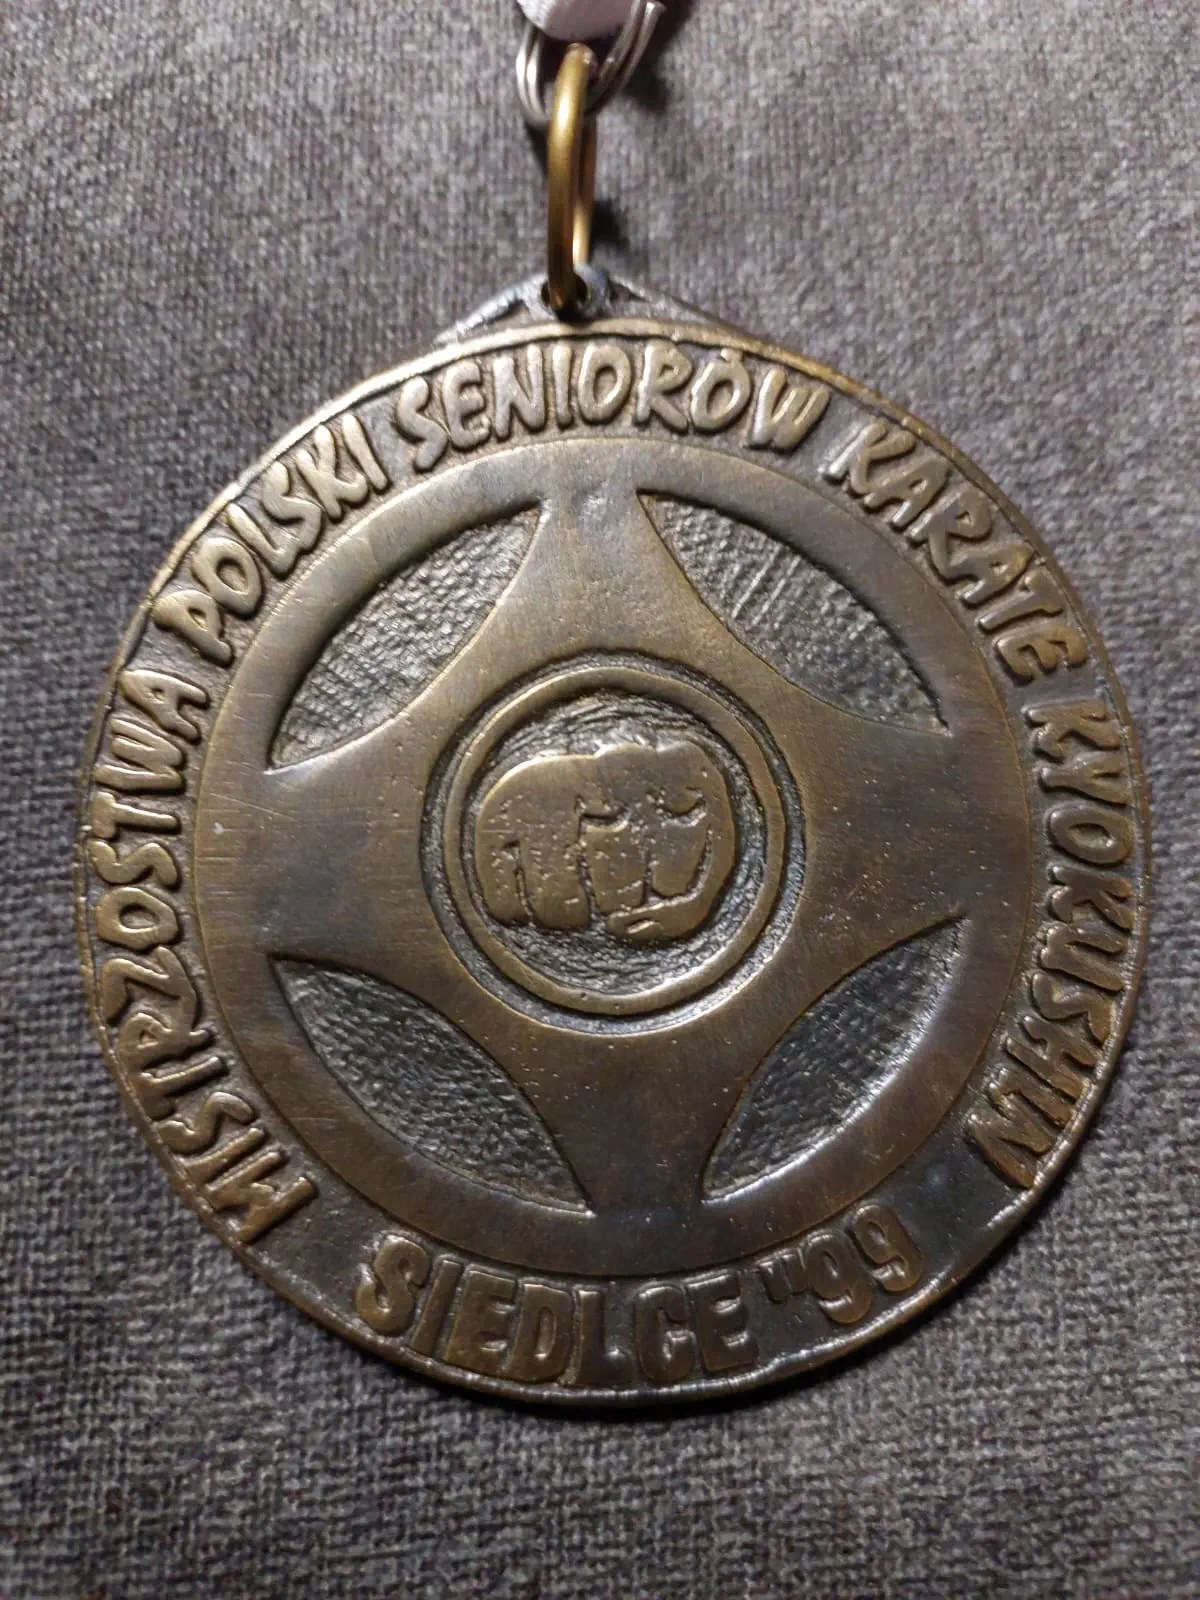 MISTRZOSTWA POLSKI SENIORÓW KARATE KYOKUSHIN
SIEDLCE "99